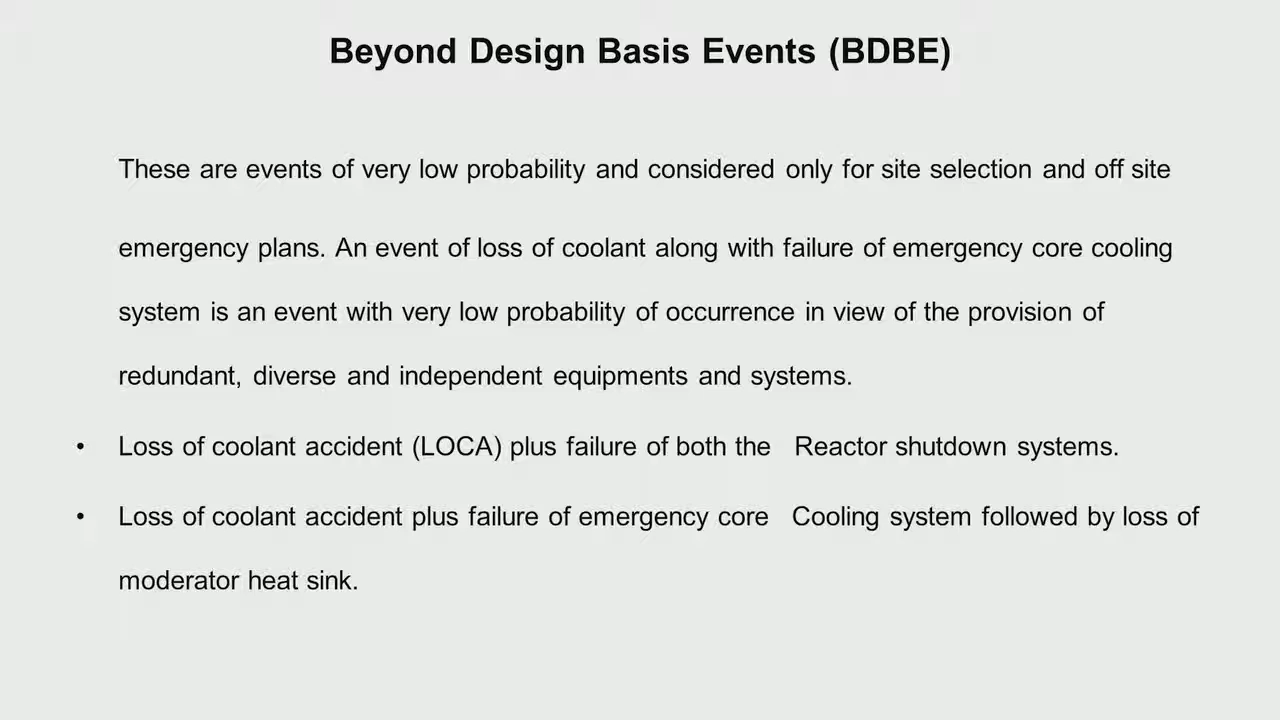 Beyond Design Basis Events (BDBE)
These are events of very low probability and considered only for site selection and off site
emergency plans. An event of loss of coolant along with failure of emergency core cooling
system is an event with very low probability of occurrence in view of the provision of
redundant, diverse and independent equipments and systems.
• Loss of coolant accident (LOCA) plus failure of both the Reactor shutdown systems.
• Loss of coolant accident plus failure of emergency core Cooling system followed by loss of
moderator heat sink.